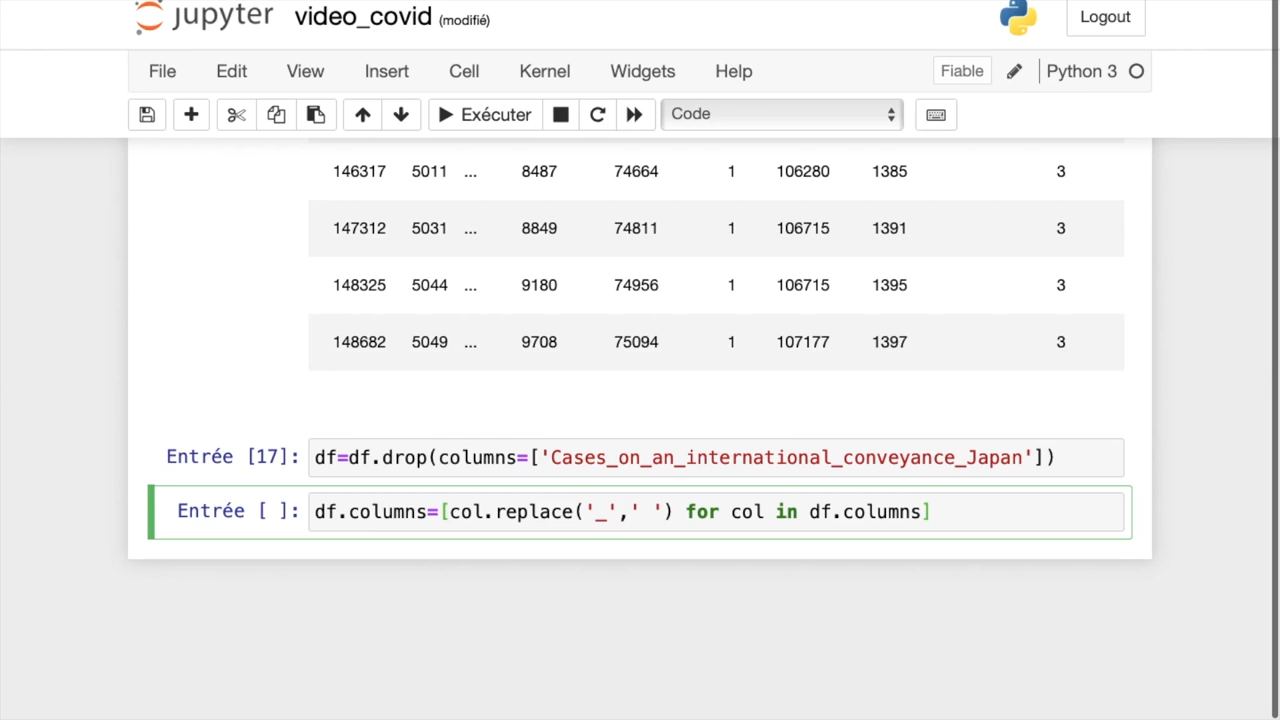 jupyter video_covid (modifié) Logout
File Edit View Insert Cell Kernel Widgets Help Fiable Python 3
Exécuter Code
146317 5011 ... 8487 74664 1 106280 1385 3
147312 5031 ... 8849 74811 1 106715 1391 3
148325 5044 ... 9180 74956 1 106715 1395 3
148682 5049 ... 9708 75094 1 107177 1397 3
Entrée [17]: df=df.drop(columns=['Cases_on_an_international_conveyance_Japan'])
Entrée [ ]: df.columns=[col.replace('_',' ') for col in df.columns]